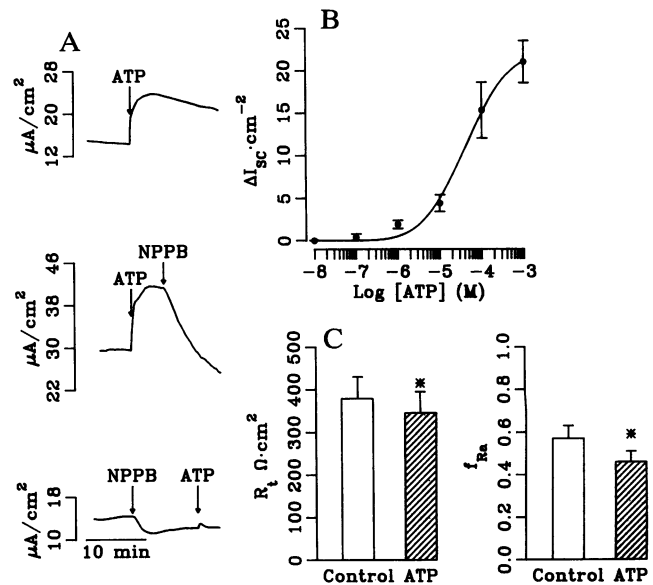 A
ATP
28
20
12
μA/cm²
NPPB
ATP
46
38
30
22
μA/cm²
NPPB
ATP
18
10
μA/cm²
10 min
B
25
20
15
10
5
0
ΔI_SC·cm⁻²
-8 -7 -6 -5 -4 -3
Log [ATP] (M)
C
500
400
300
200
100
0
R_t Ω·cm²
*
Control ATP
1.0
0.8
0.6
0.4
0.2
0.0
f_Ra
*
Control ATP